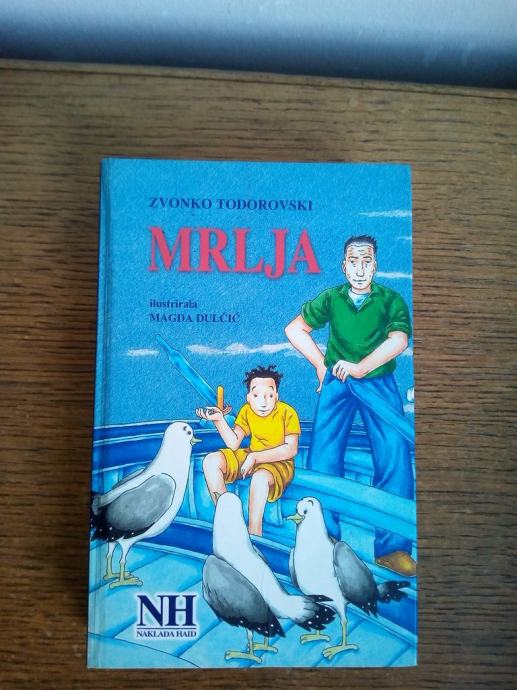 ZVONKO TODOROVSKI
MRLJA
ilustrirala
MAGDA DULČIĆ
NH
NAKLADA HAID